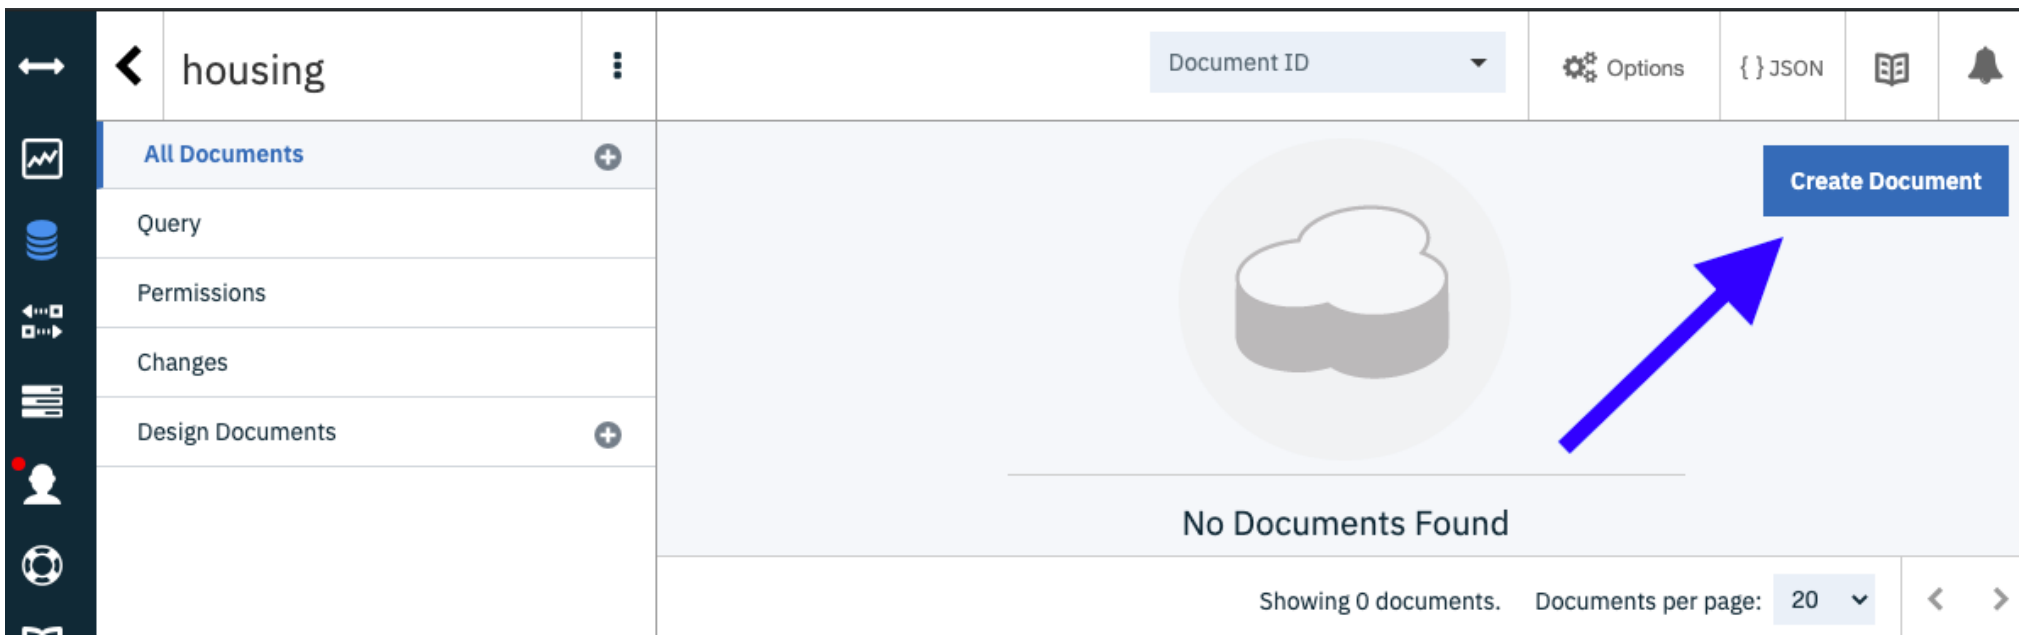 housing
Document ID
Options
{ } JSON
All Documents
Create Document
Query
Permissions
Changes
Design Documents
No Documents Found
Showing 0 documents. Documents per page: 20